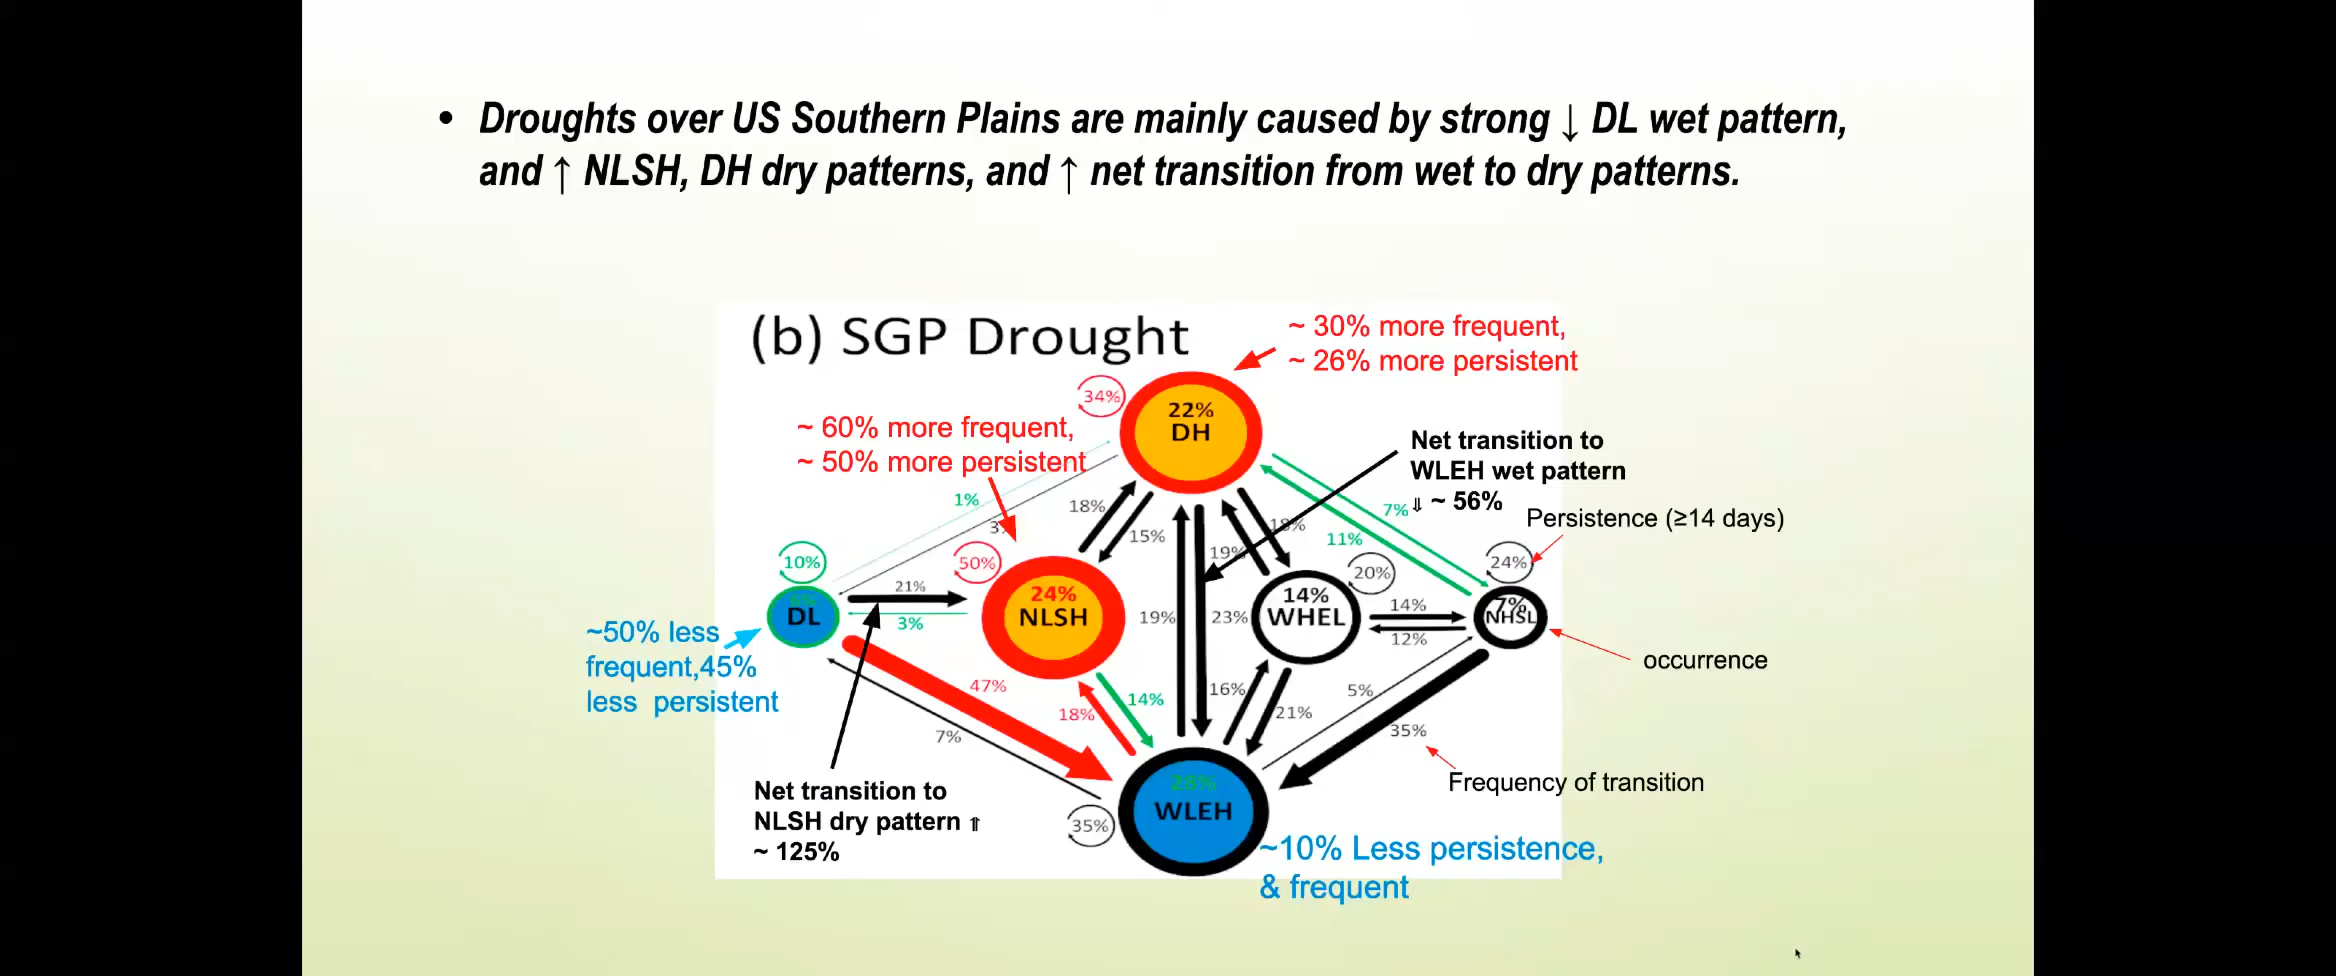 • Droughts over US Southern Plains are mainly caused by strong ↓ DL wet pattern,
and ↑ NLSH, DH dry patterns, and ↑ net transition from wet to dry patterns.
(b) SGP Drought
~ 30% more frequent,
~ 26% more persistent
34%
22%
DH
~ 60% more frequent,
~ 50% more persistent
Net transition to
WLEH wet pattern
⇓ ~ 56%
1%
3%
18%
15%
19%
18%
7%
11%
Persistence (≥14 days)
10%
50%
20%
24%
21%
3%
DL
24%
NLSH
19%
23%
14%
WHEL
14%
12%
7%
NHSL
~50% less
frequent,45%
less persistent
occurrence
47%
18%
14%
16%
21%
5%
35%
7%
Frequency of transition
Net transition to
NLSH dry pattern ⇑
~ 125%
35%
28%
WLEH
~10% Less persistence,
& frequent